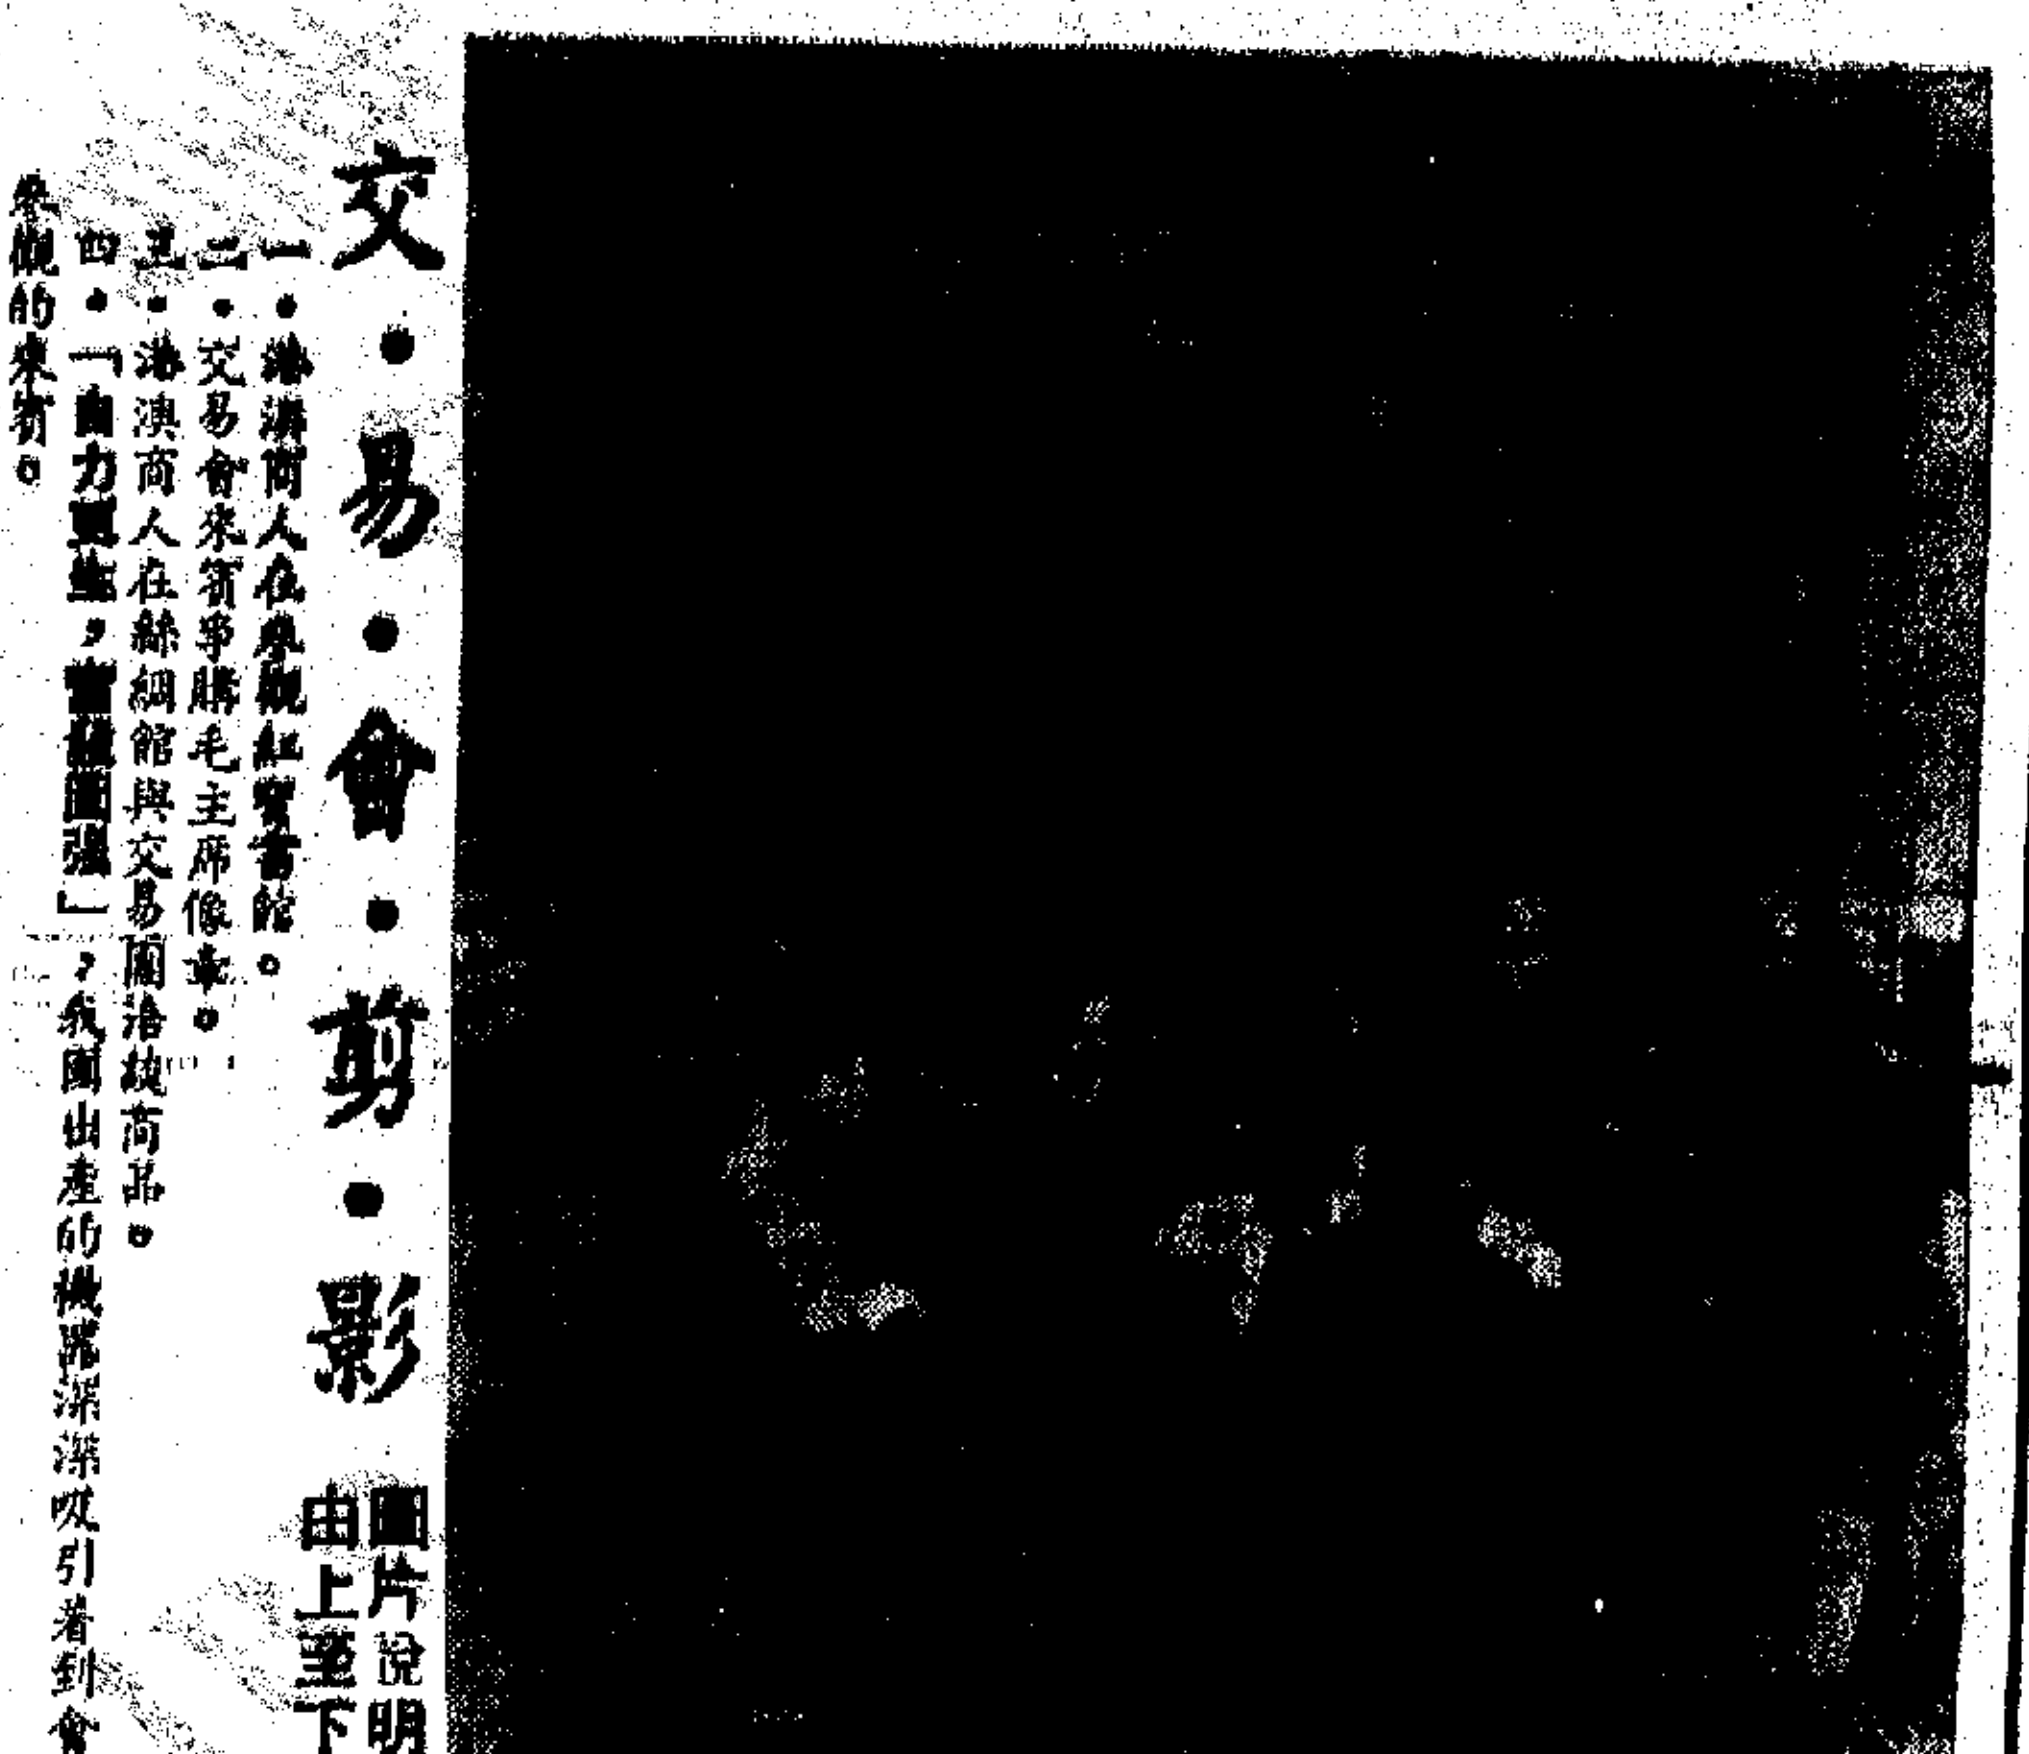 交・易・會・剪・影
圖片說明
由上至下
一・港澳商人在參觀紅寶書館。
二・交易會來賓爭購毛主席像章。
三・港澳商人在絲綢館與交易團洽談商品。
四・「自力更生,奮發圖强」,我國出產的機器深深吸引着到會
參觀的來賓。